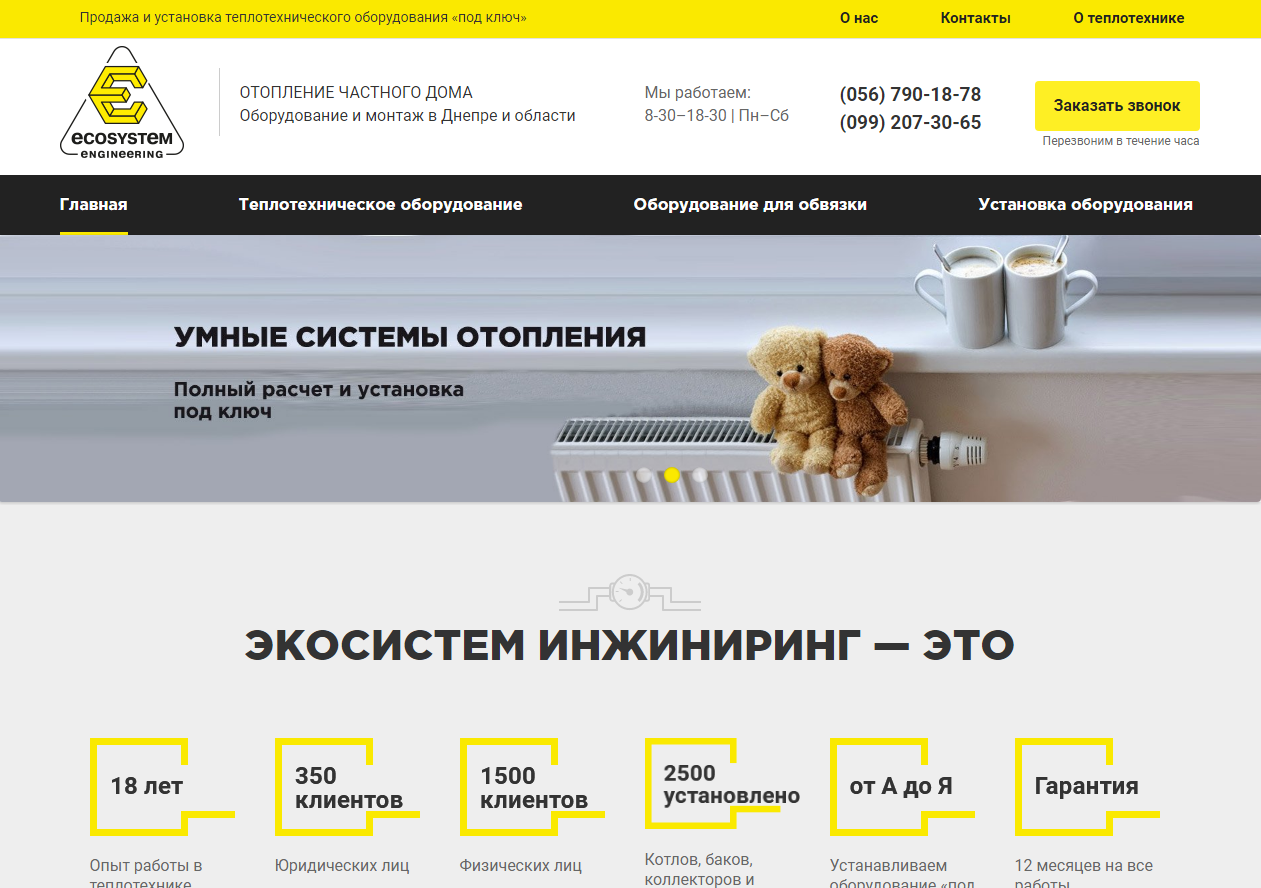 Продажа и установка теплотехнического оборудования «под ключ»
О нас
Контакты
О теплотехнике
ECOSYSTEM
ENGINEERING
ОТОПЛЕНИЕ ЧАСТНОГО ДОМА
Оборудование и монтаж в Днепре и области
Мы работаем:
8-30–18-30 | Пн–Сб
(056) 790-18-78
(099) 207-30-65
Заказать звонок
Перезвоним в течение часа
Главная
Теплотехническое оборудование
Оборудование для обвязки
Установка оборудования
УМНЫЕ СИСТЕМЫ ОТОПЛЕНИЯ
Полный расчет и установка
под ключ
ЭКОСИСТЕМ ИНЖИНИРИНГ — ЭТО
18 лет
Опыт работы в
теплотехнике
350
клиентов
Юридических лиц
1500
клиентов
Физических лиц
2500
установлено
Котлов, баков,
коллекторов и
от А до Я
Устанавливаем
оборудование «под
Гарантия
12 месяцев на все
работы